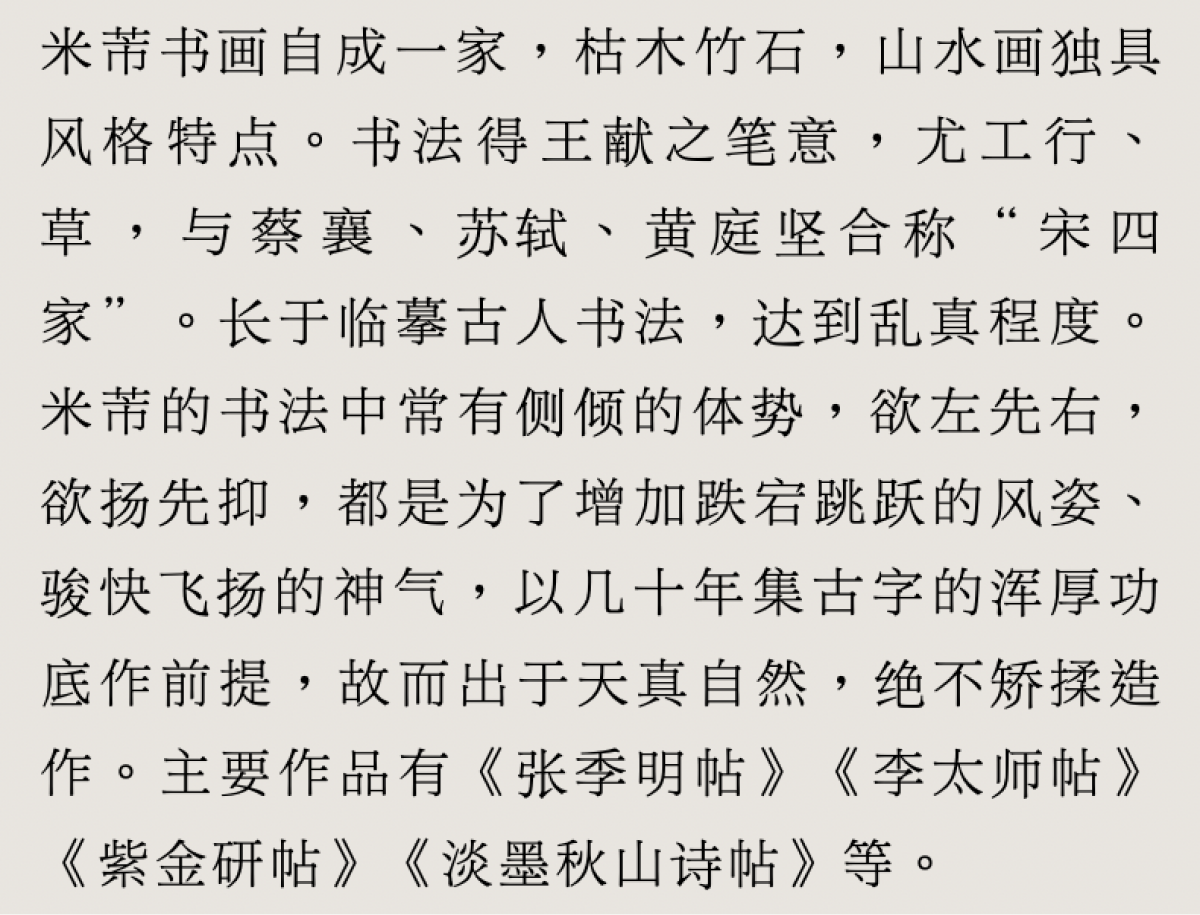 米芾书画自成一家，枯木竹石，山水画独具
风格特点。书法得王献之笔意，尤工行、
草，与蔡襄、苏轼、黄庭坚合称“宋四
家”。长于临摹古人书法，达到乱真程度。
米芾的书法中常有侧倾的体势，欲左先右，
欲扬先抑，都是为了增加跌宕跳跃的风姿、
骏快飞扬的神气，以几十年集古字的浑厚功
底作前提，故而出于天真自然，绝不矫揉造
作。主要作品有《张季明帖》《李太师帖》
《紫金研帖》《淡墨秋山诗帖》等。